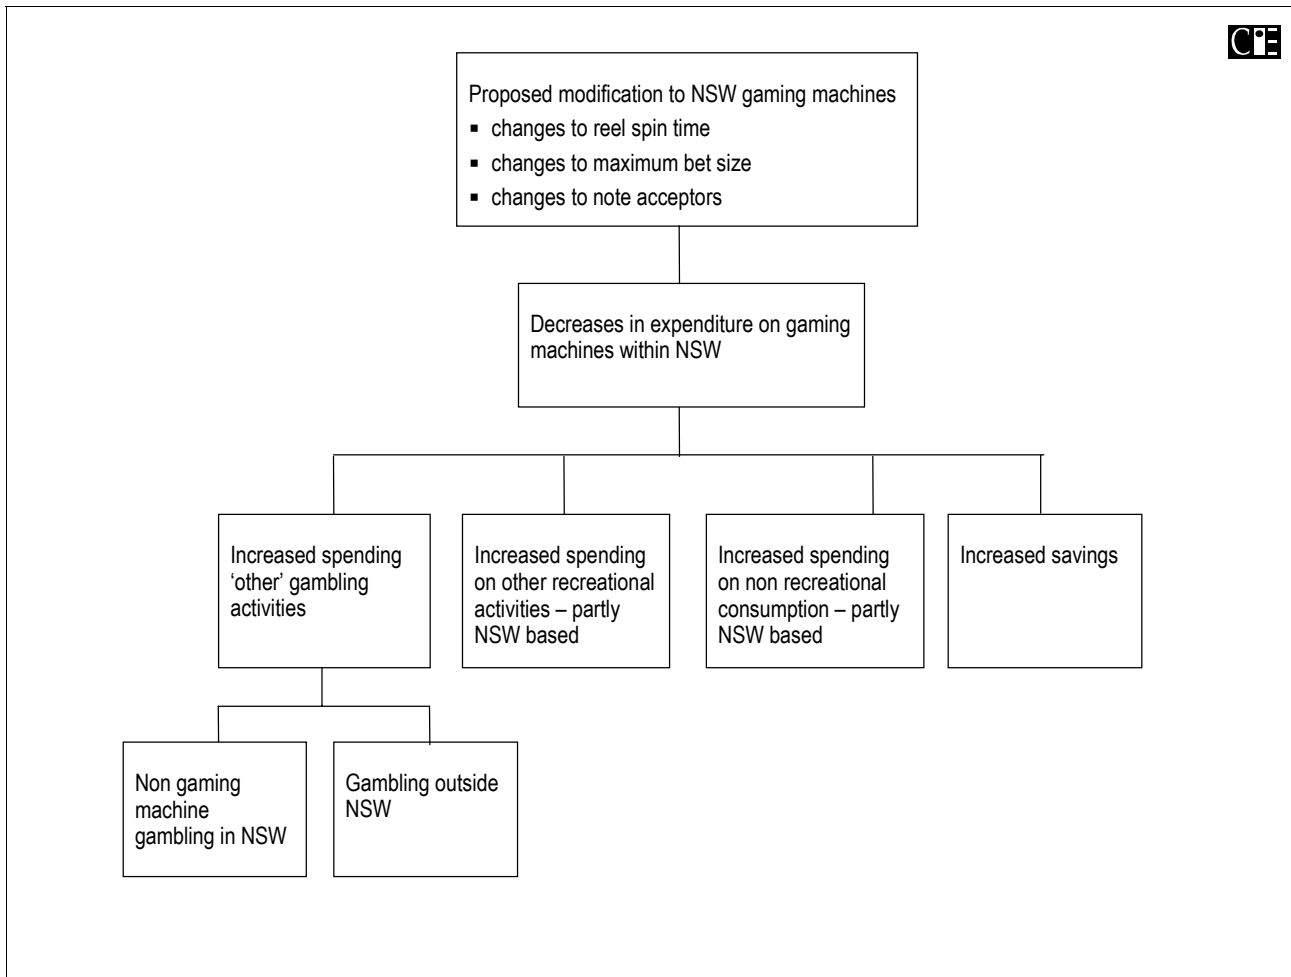 CIE
Proposed modification to NSW gaming machines
▪ changes to reel spin time
▪ changes to maximum bet size
▪ changes to note acceptors
Decreases in expenditure on gaming
machines within NSW
Increased spending
‘other’ gambling
activities
Increased spending
on other recreational
activities – partly
NSW based
Increased spending
on non recreational
consumption – partly
NSW based
Increased savings
Non gaming
machine
gambling in NSW
Gambling outside
NSW